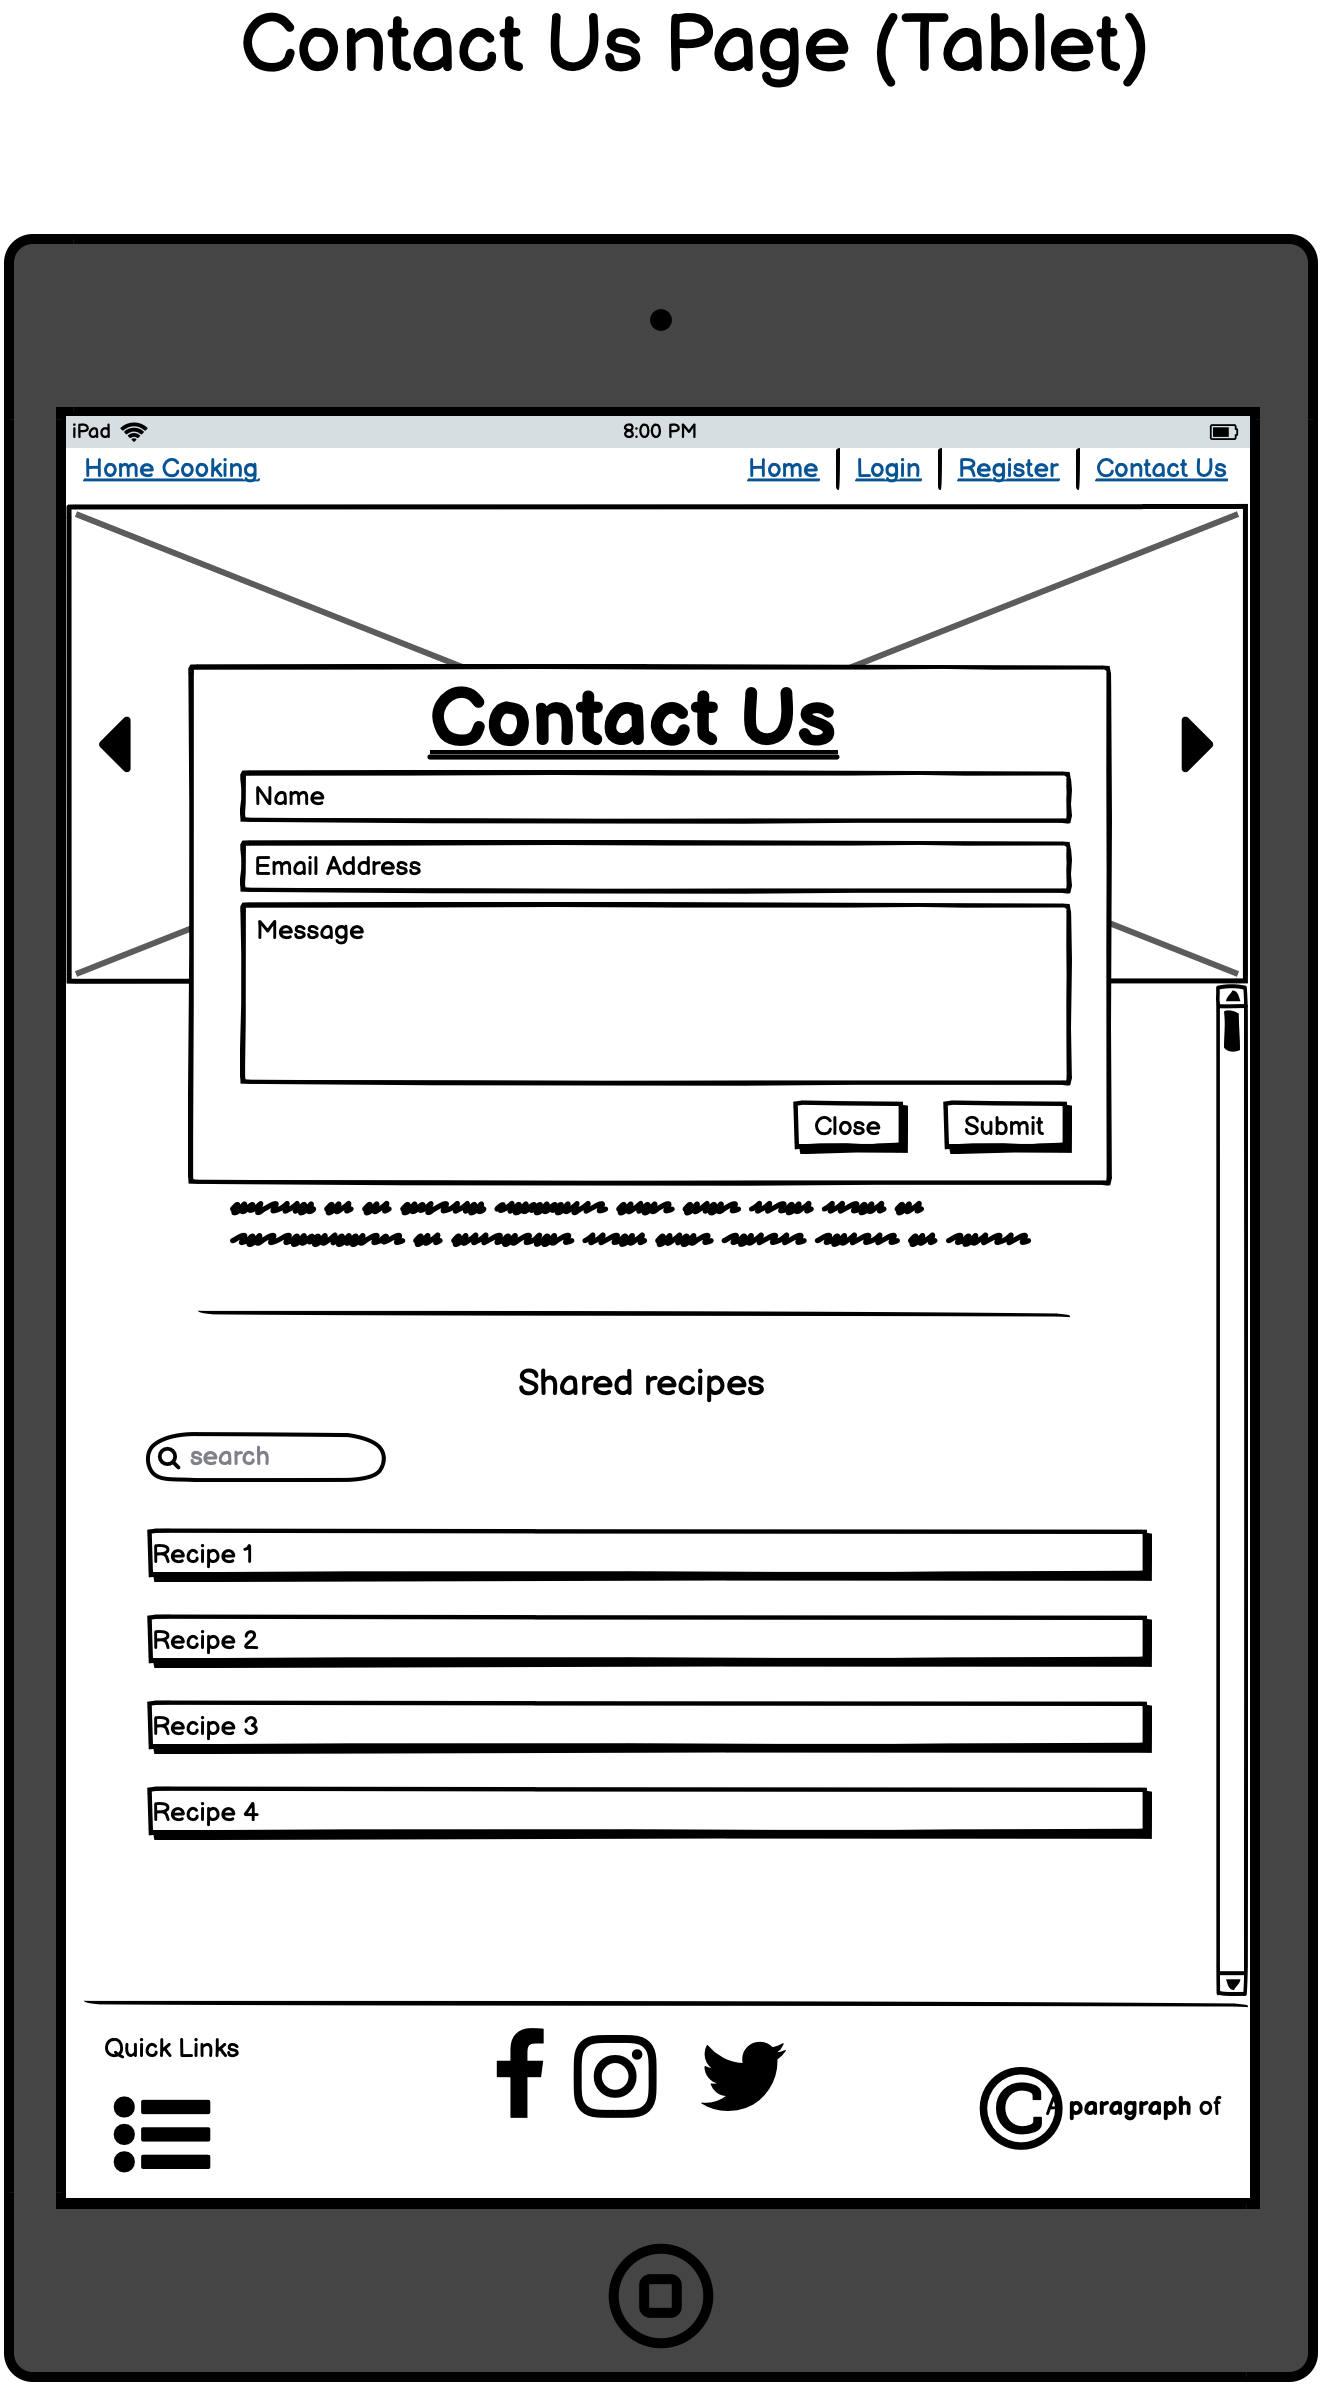 Contact Us Page (Tablet)
iPad 8:00 PM
Home Cooking Home Login Register Contact Us
Contact Us
Name
Email Address
Message
Close Submit
Shared recipes
search
Recipe 1
Recipe 2
Recipe 3
Recipe 4
Quick Links
© A paragraph of